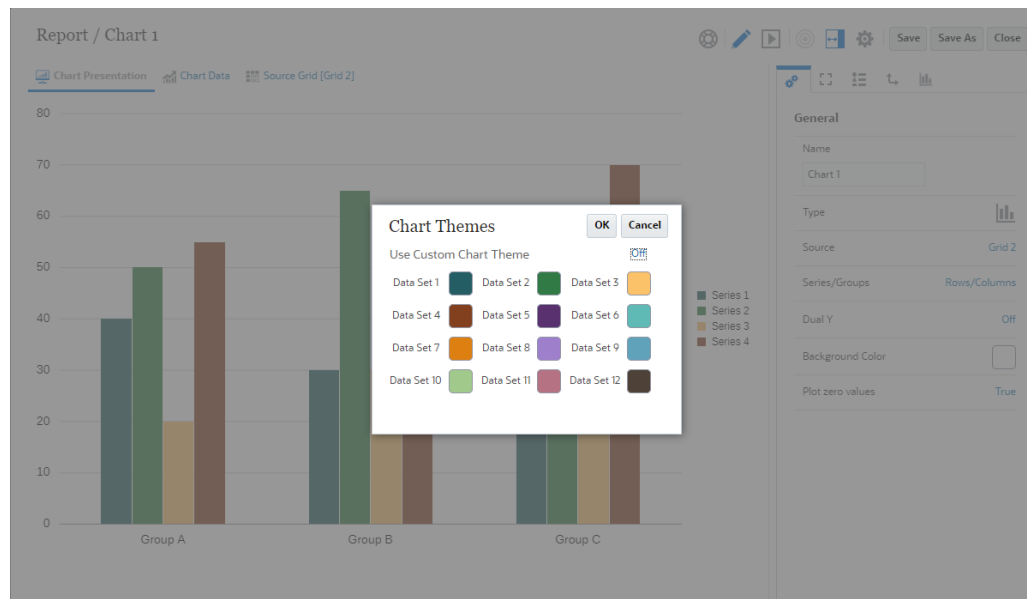 Report / Chart 1
Save Save As Close
Chart Presentation Chart Data Source Grid [Grid 2]
80
70
60
50
40
30
20
10
0
Group A Group B Group C
Series 1
Series 2
Series 3
Series 4
Chart Themes OK Cancel
Use Custom Chart Theme Off
Data Set 1 Data Set 2 Data Set 3
Data Set 4 Data Set 5 Data Set 6
Data Set 7 Data Set 8 Data Set 9
Data Set 10 Data Set 11 Data Set 12
General
Name
Chart 1
Type
Source Grid 2
Series/Groups Rows/Columns
Dual Y Off
Background Color
Plot zero values True